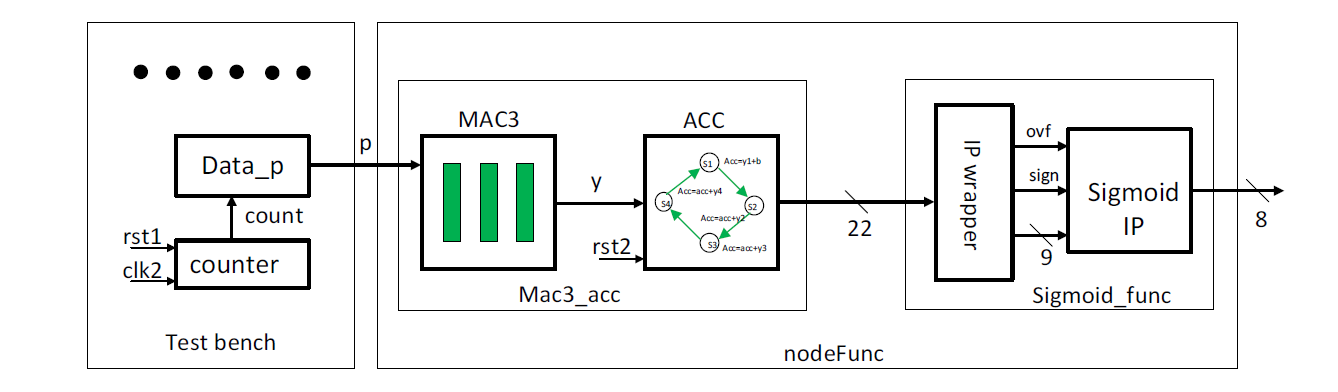 Data_p
count
rst1
clk2
counter
Test bench
p
MAC3
y
ACC
S1
Acc=y1+b
Acc=acc+y4
S4
S2
Acc=acc+y2
S3
Acc=acc+y3
rst2
Mac3_acc
22
IP wrapper
ovf
sign
9
Sigmoid
IP
8
Sigmoid_func
nodeFunc